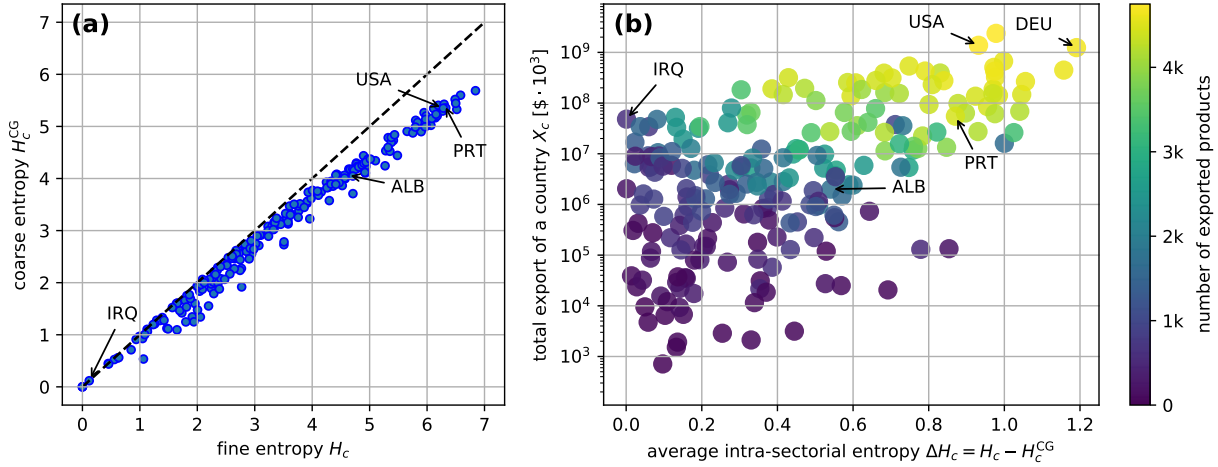 (a)
7
6
5
4
3
2
1
0
coarse entropy H_c^CG
USA
PRT
ALB
IRQ
0 1 2 3 4 5 6 7
fine entropy H_c
(b)
10^9
10^8
10^7
10^6
10^5
10^4
10^3
total export of a country X_c [$ · 10^3)
USA
DEU
IRQ
PRT
ALB
0.0 0.2 0.4 0.6 0.8 1.0 1.2
average intra-sectorial entropy ΔH_c = H_c − H_c^CG
4k
3k
2k
1k
0
number of exported products